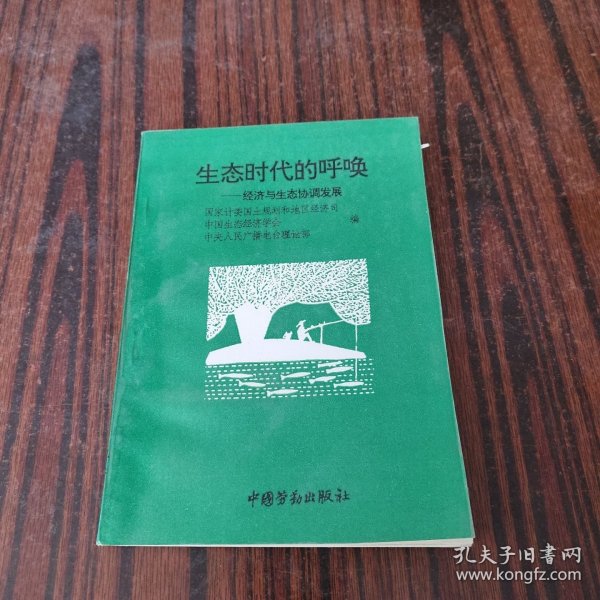 生态时代的呼唤
——经济与生态协调发展
国家计委国土规划和地区经济司
中国生态经济学会 编
中央人民广播电台理论部
中国劳动出版社
孔夫子旧书网
www.kongfz.com